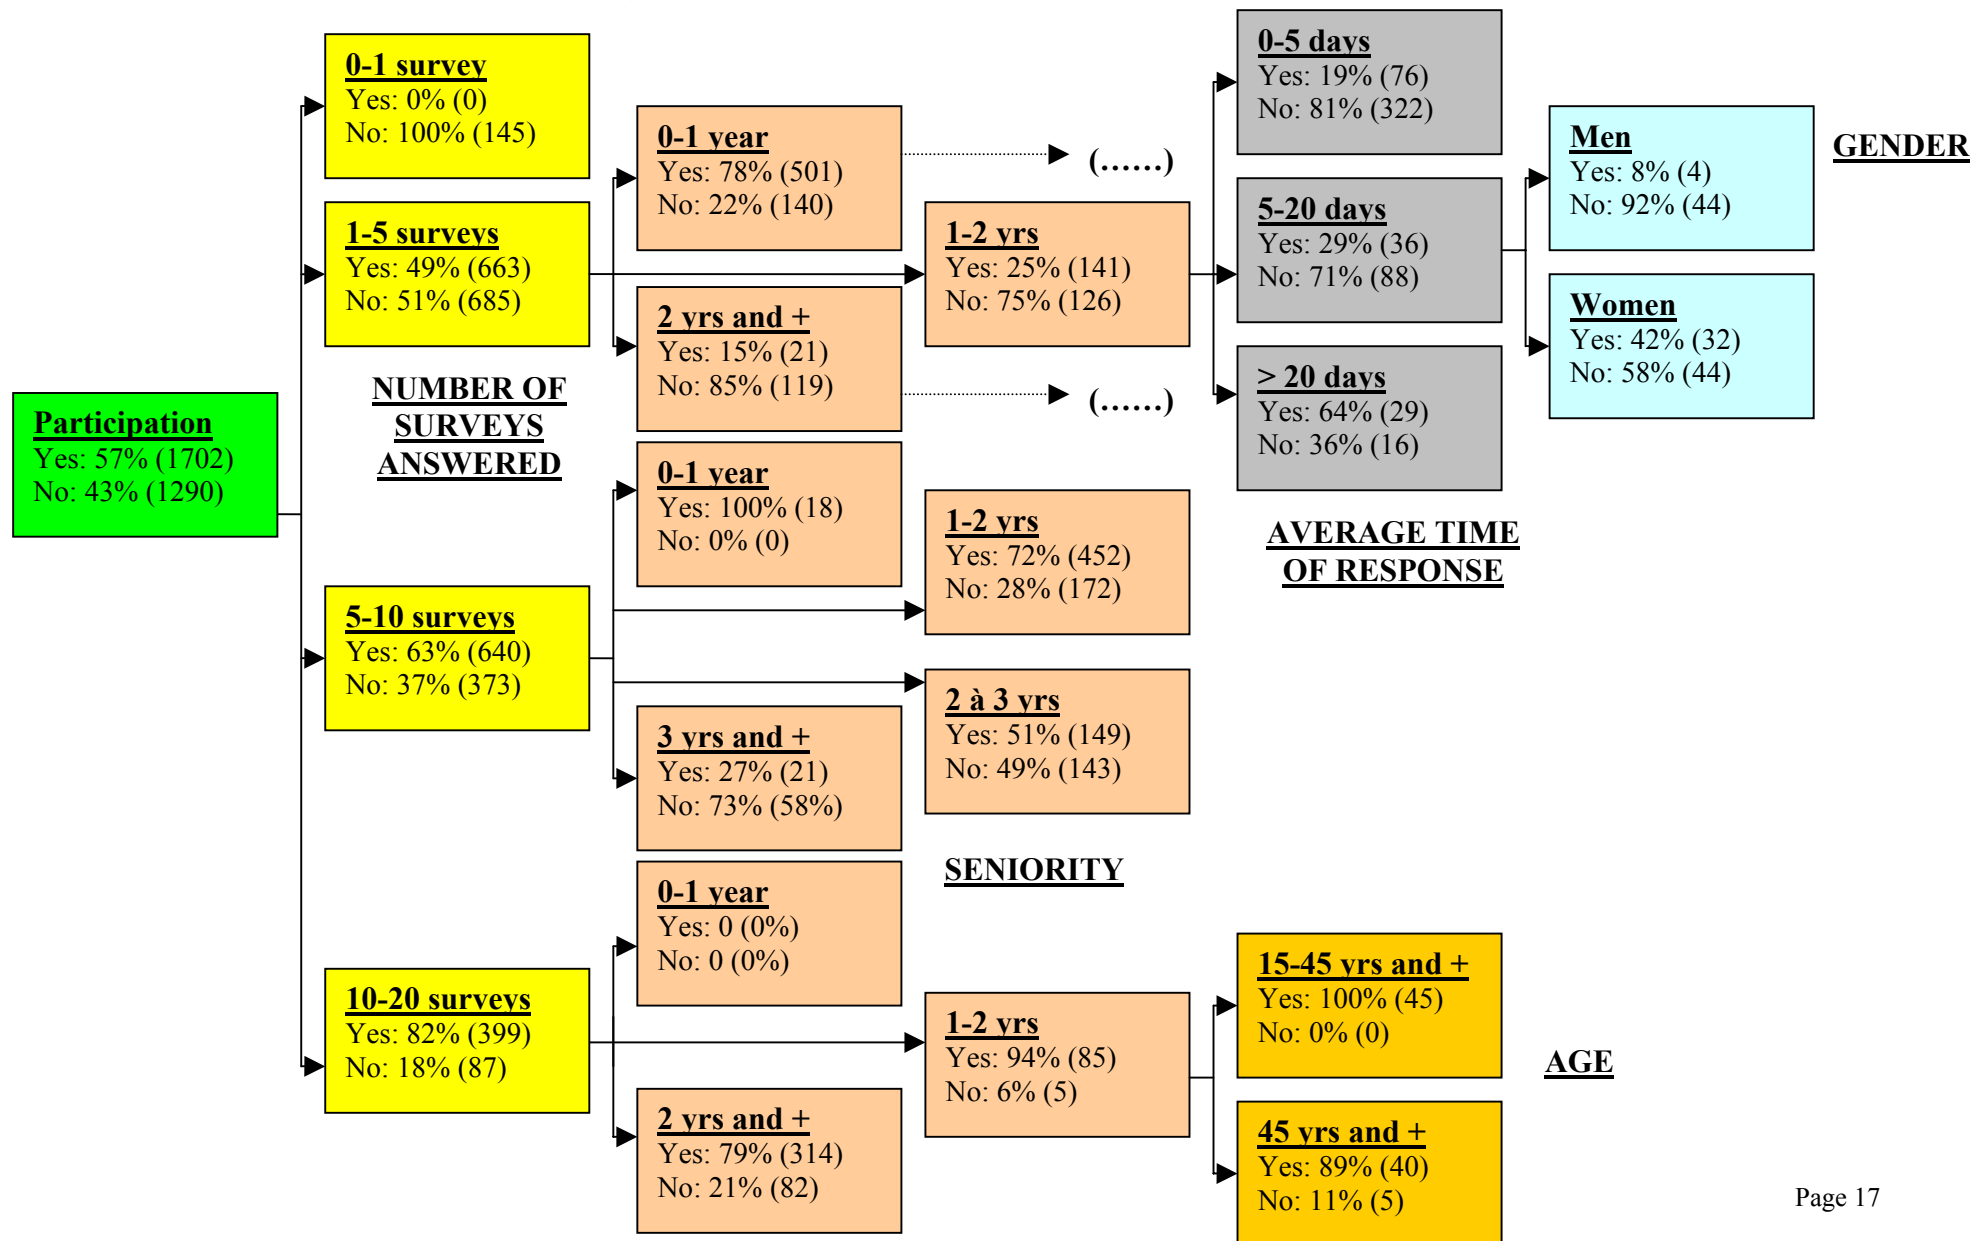 Participation
Yes: 57% (1702)
No: 43% (1290)
0-1 survey
Yes: 0% (0)
No: 100% (145)
1-5 surveys
Yes: 49% (663)
No: 51% (685)
NUMBER OF
SURVEYS
ANSWERED
5-10 surveys
Yes: 63% (640)
No: 37% (373)
10-20 surveys
Yes: 82% (399)
No: 18% (87)
0-1 year
Yes: 78% (501)
No: 22% (140)
(……)
2 yrs and +
Yes: 15% (21)
No: 85% (119)
(……)
0-1 year
Yes: 100% (18)
No: 0% (0)
3 yrs and +
Yes: 27% (21)
No: 73% (58%)
0-1 year
Yes: 0 (0%)
No: 0 (0%)
2 yrs and +
Yes: 79% (314)
No: 21% (82)
1-2 yrs
Yes: 25% (141)
No: 75% (126)
1-2 yrs
Yes: 72% (452)
No: 28% (172)
2 à 3 yrs
Yes: 51% (149)
No: 49% (143)
SENIORITY
1-2 yrs
Yes: 94% (85)
No: 6% (5)
0-5 days
Yes: 19% (76)
No: 81% (322)
5-20 days
Yes: 29% (36)
No: 71% (88)
> 20 days
Yes: 64% (29)
No: 36% (16)
AVERAGE TIME
OF RESPONSE
15-45 yrs and +
Yes: 100% (45)
No: 0% (0)
45 yrs and +
Yes: 89% (40)
No: 11% (5)
AGE
Men
Yes: 8% (4)
No: 92% (44)
Women
Yes: 42% (32)
No: 58% (44)
GENDER
Page 17